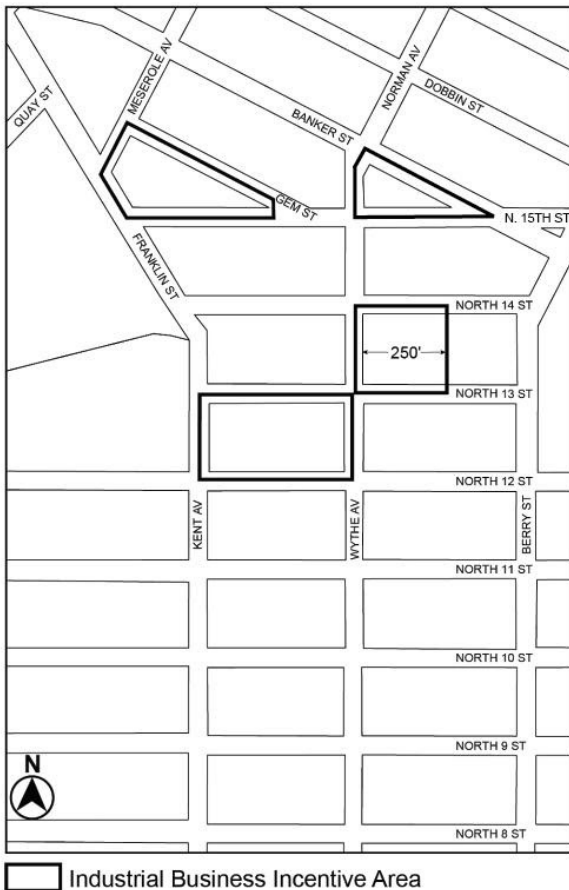 MESEROLE AV
NORMAN AV
QUAY ST
DOBBIN ST
BANKER ST
GEM ST
N. 15TH ST
FRANKLIN ST
NORTH 14 ST
250'
NORTH 13 ST
NORTH 12 ST
KENT AV
WYTHE AV
BERRY ST
NORTH 11 ST
NORTH 10 ST
NORTH 9 ST
N
NORTH 8 ST
Industrial Business Incentive Area